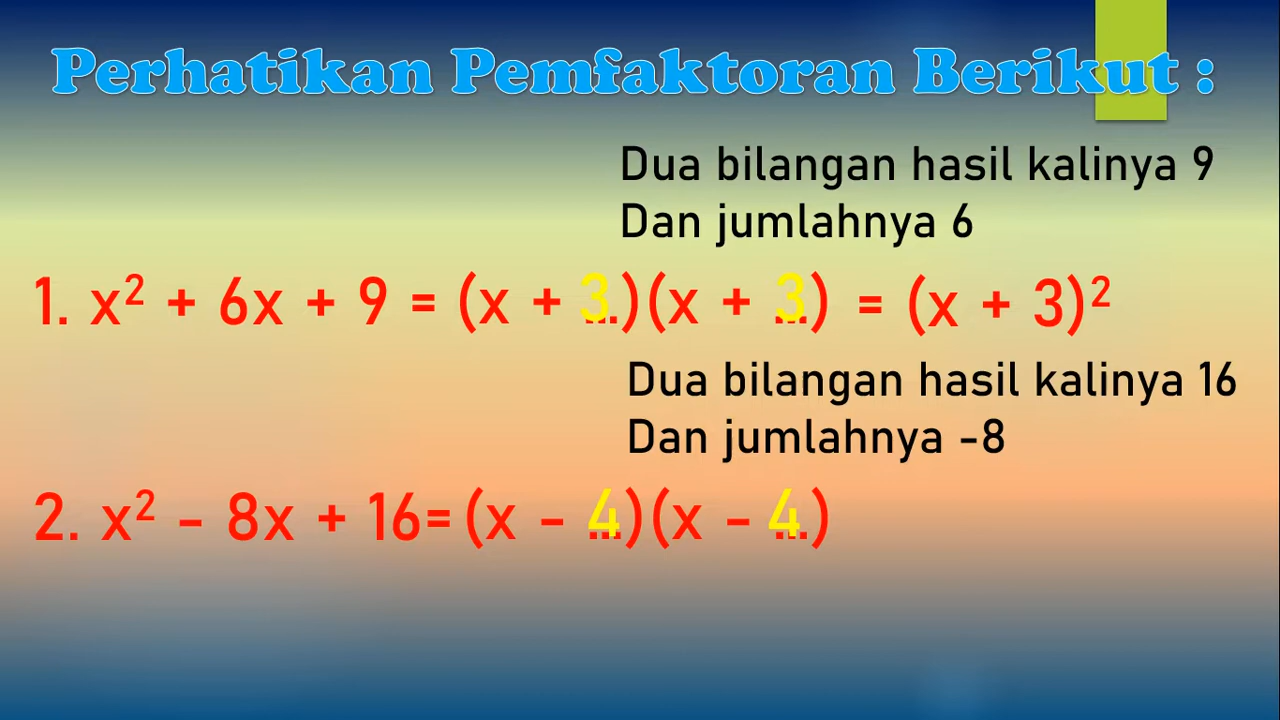 Perhatikan Pemfaktoran Berikut :
Dua bilangan hasil kalinya 9
Dan jumlahnya 6
1. x² + 6x + 9 = (x + 3...)(x + 3...) = (x + 3)²
Dua bilangan hasil kalinya 16
Dan jumlahnya -8
2. x² - 8x + 16= (x - 4...)(x - 4...)